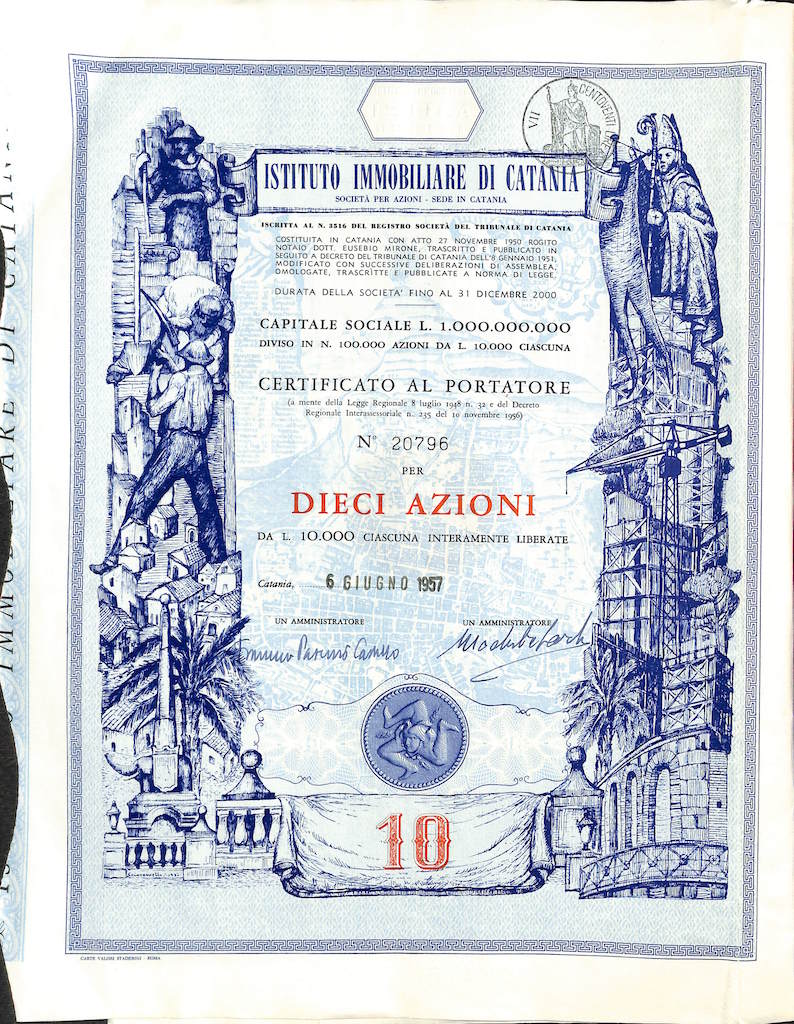 VII CENTOVENTI
ISTITUTO IMMOBILIARE DI CATANIA
SOCIETÀ PER AZIONI - SEDE IN CATANIA
ISCRITTA AL N. 3516 DEL REGISTRO SOCIETÀ DEL TRIBUNALE DI CATANIA
COSTITUITA IN CATANIA CON ATTO 27 NOVEMBRE 1950 ROGITO
NOTAIO DOTT. EUSEBIO MIRONE, TRASCRITTO E PUBBLICATO IN
SEGUITO A DECRETO DEL TRIBUNALE DI CATANIA DELL'8 GENNAIO 1951,
MODIFICATO CON SUCCESSIVE DELIBERAZIONI DI ASSEMBLEA,
OMOLOGATE, TRASCRITTE E PUBBLICATE A NORMA DI LEGGE.
DURATA DELLA SOCIETA' FINO AL 31 DICEMBRE 2000
CAPITALE SOCIALE L. 1.000.000.000
DIVISO IN N. 100.000 AZIONI DA L. 10.000 CIASCUNA
CERTIFICATO AL PORTATORE
(a mente della Legge Regionale 8 luglio 1948 n. 32 e del Decreto
Regionale Interassessoriale n. 235 del 10 novembre 1956)
N° 20796
PER
DIECI AZIONI
DA L. 10.000 CIASCUNA INTERAMENTE LIBERATE
Catania, 6 GIUGNO 1957
UN AMMINISTRATORE UN AMMINISTRATORE
10
CARTE VALORI STADERINI - ROMA